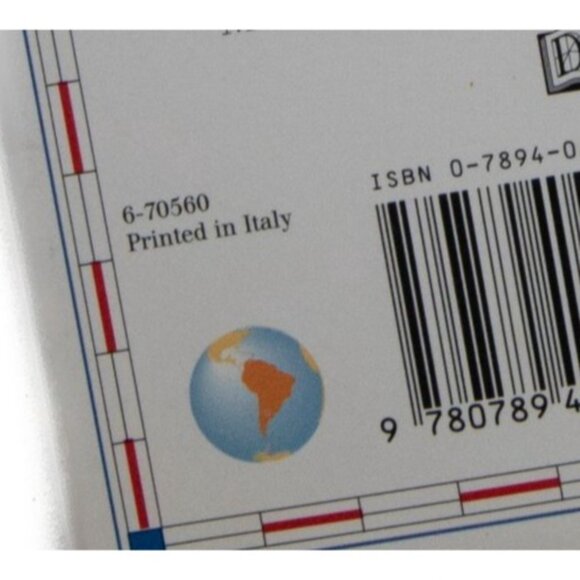 D
ISBN 0-7894-0
6-70560
Printed in Italy
9 780789 4